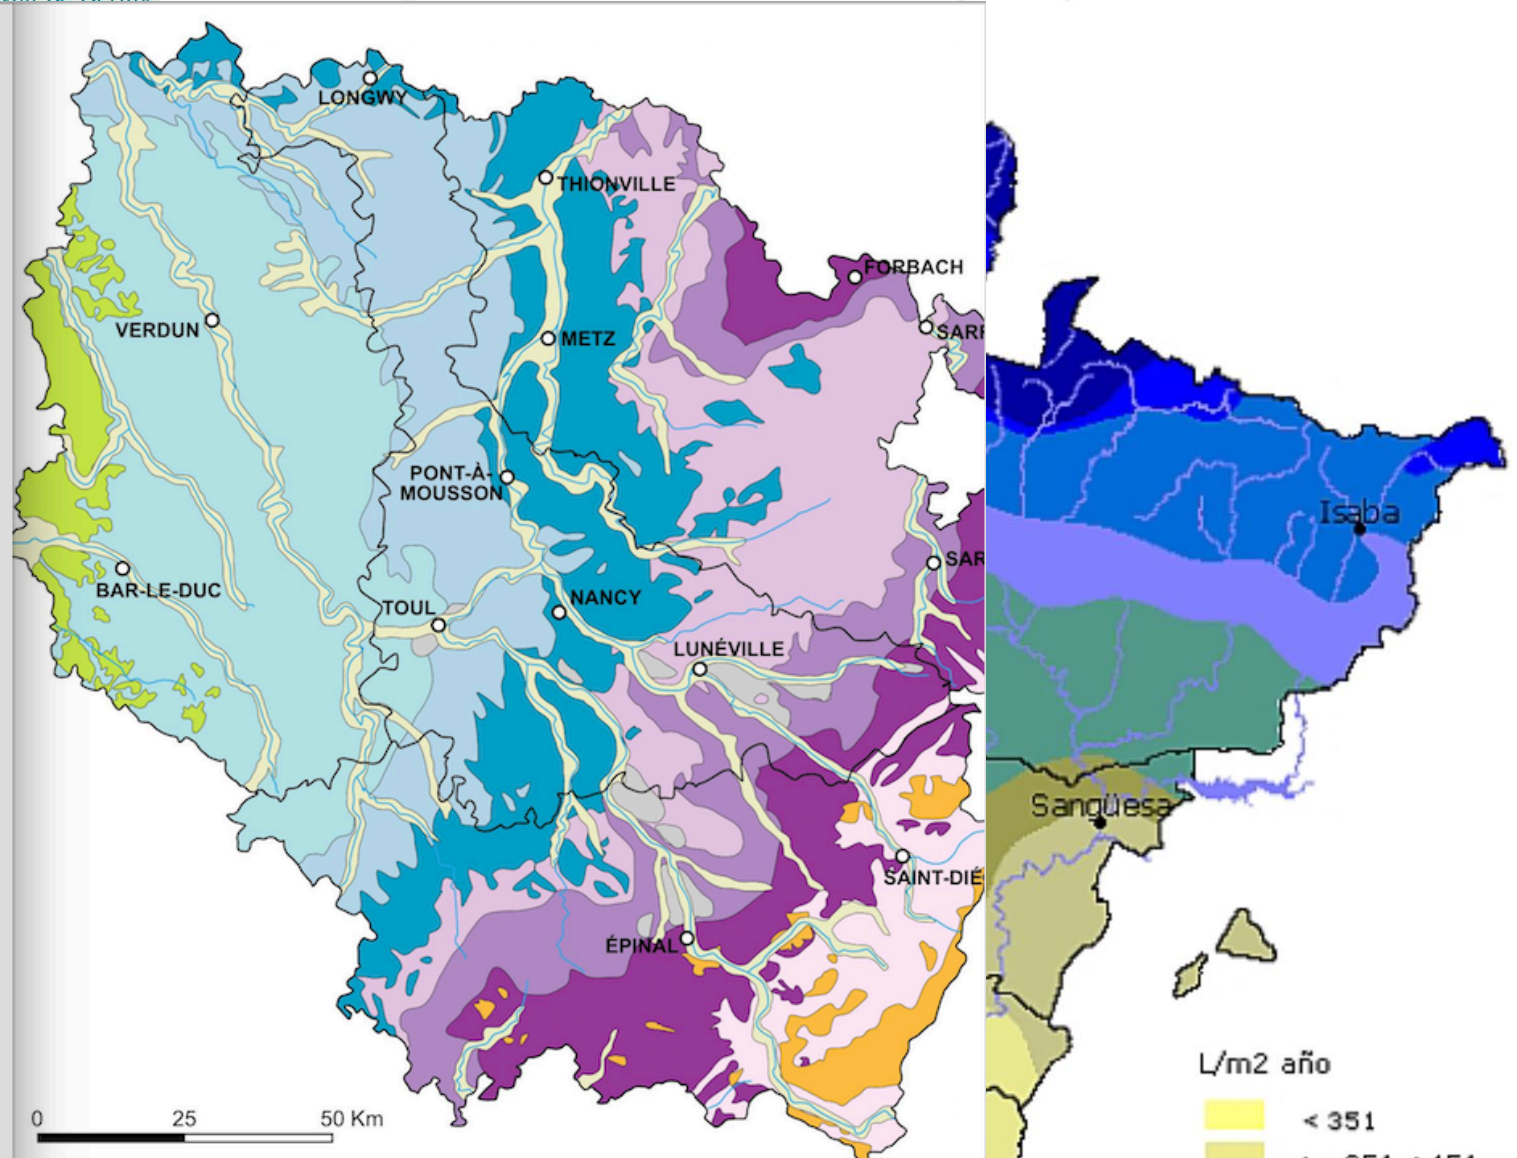 LONGWY
THIONVILLE
FORBACH
VERDUN
METZ
PONT-À-
MOUSSON
BAR-LE-DUC
TOUL
NANCY
LUNÉVILLE
SAINT-DIÉ
ÉPINAL
0 25 50 Km
Isaba
Sangüesa
L/m2 año
< 351